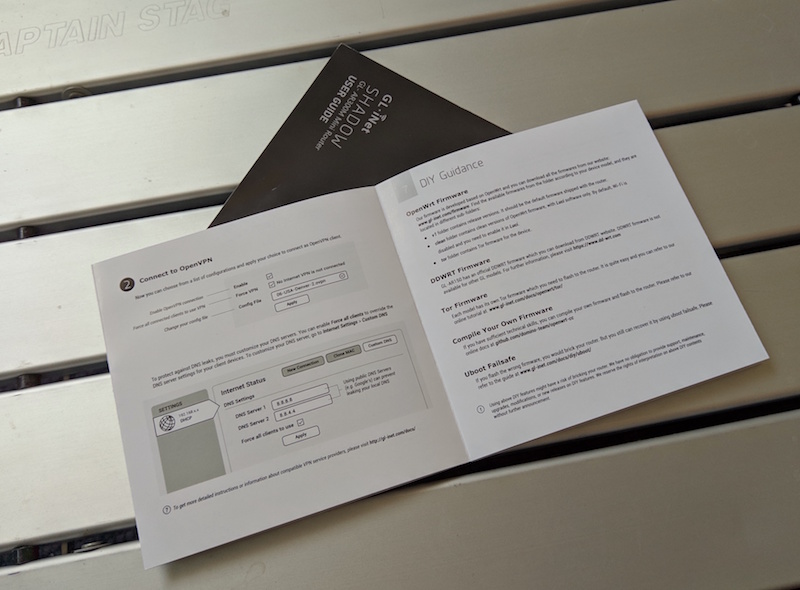 APTAIN STAG
GL·iNet
SHADOW
GL-AR300M Mini Router
USER GUIDE
2 Connect to OpenVPN
Now you can choose from a list of configurations and apply your choice to connect as OpenVPN client.
Enable OpenVPN connection
Force all connected clients to use VPN
Change your config file
Enable
Force VPN
No Internet VPN is not connected
Config File
Apply
To protect against DNS leaks, you must customize your DNS servers. You can enable Force all clients to overide the
DNS server settings for your client devices. To customize your DNS server, go to Internet Settings > Custom DNS
New Connection
Clone MAC
Custom DNS
SETTINGS
DHCP
Internet Status
DNS Settings
DNS Server 1
8.8.8.8
DNS Server 2
8.8.4.4
Force all clients to use
Apply
Using public DNS Servers
(e.g. Google's) can prevent
leaking your local DNS
? To get more detailed instructions or information about compatible VPN service providers, please visit http://gl-inet.com/docs/
DIY Guidance
OpenWrt Firmware
Our firmware is developed based on OpenWrt and you can download all the firmwares from our website:
www.gl-inet.com/firmware. Find the available firmwares from the folder according to your device model, and they are
located in different sub-folders.
• v1 folder contains release versions. It should be the default firmware shipped with the router.
• clean folder contains clean versions of OpenWrt firmware, with Luci software only. By default, Wi-Fi is
disabled and you need to enable it in Luci.
• tor folder contains Tor firmware for the device.
DDWRT Firmware
GL-AR150 has an official DDWRT firmware which you can download from DDWRT website. DDWRT firmware is not
available for other GL models. For further information, please visit https://www.dd-wrt.com
Tor Firmware
Each model has its own Tor firmware which you need to flash to the router. It is quite easy and you can refer to our
online tutorial at: www.gl-inet.com/docs/openwrt/tor/
Compile Your Own Firmware
If you have sufficient technical skills, you can compile your own firmware and flash to the router. Please refer to our
online docs at github.com/domino-team/openwrt-cc
Uboot Failsafe
If you flash the wrong firmware, you would brick your router. But you still can recover it by using uboot failsafe. Please
refer to the guide at www.gl-inet.com/docs/diy/uboot/
Using above DIY features might have a risk of bricking your router. We have no obligation to provide support, maintenance,
upgrades, modifications, or new releases on DIY features. We reserve the rights of interpretation on above DIY contents
without further announcement.